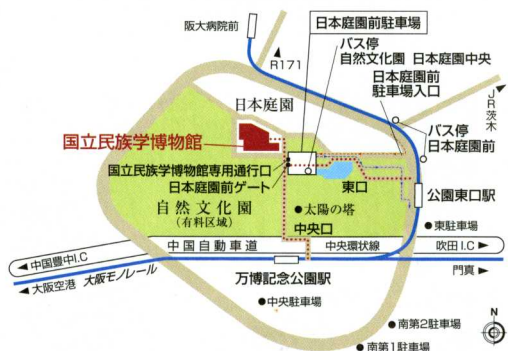 阪大病院前
日本庭園前駐車場
R171
バス停
自然文化園 日本庭園中央
日本庭園前
駐車場入口
JR茨木
日本庭園
バス停
日本庭園前
国立民族学博物館
国立民族学博物館専用通行口
日本庭園前ゲート
東口
公園東口駅
自然文化園
(有料区域)
太陽の塔
中央口
東駐車場
中国自動車道
中央環状線
吹田I.C
中国豊中I.C
大阪空港 大阪モノレール
門真
万博記念公園駅
中央駐車場
N
南第2駐車場
南第1駐車場